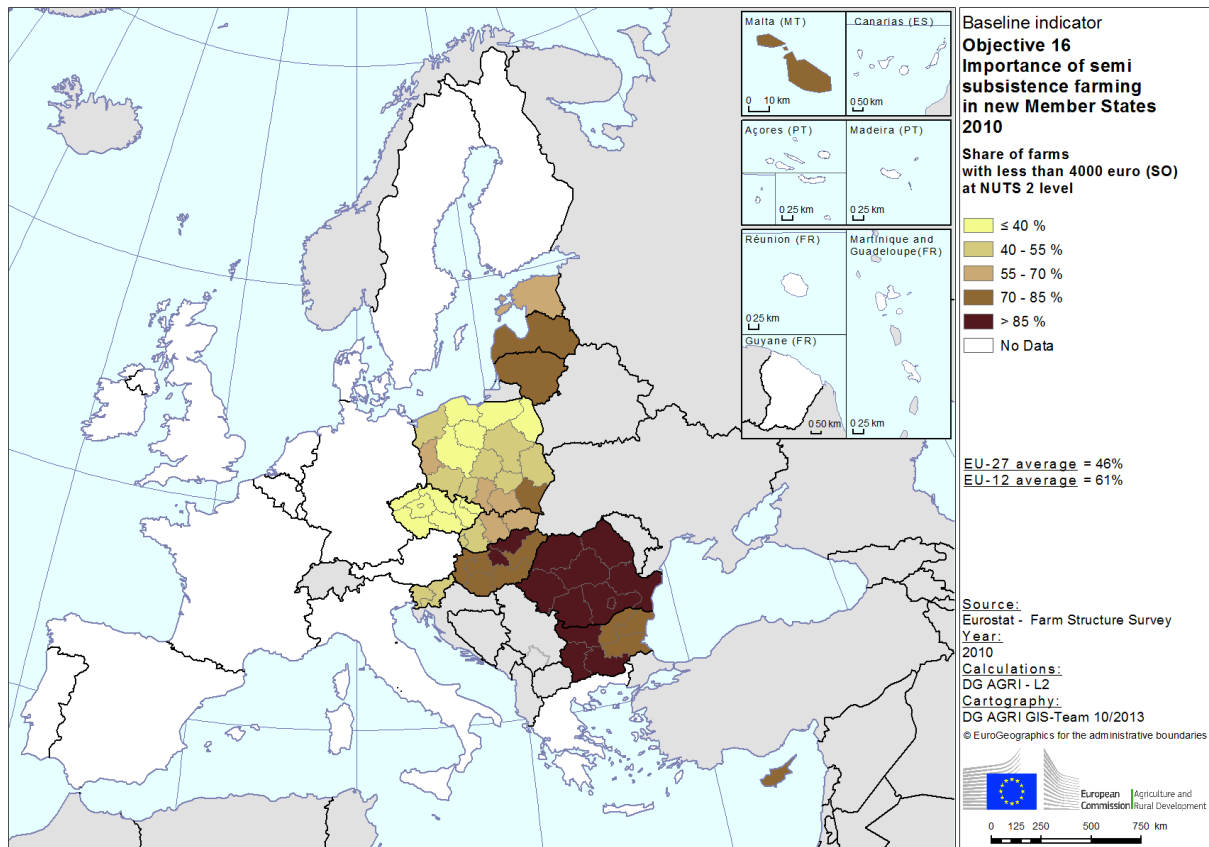 Malta (MT)
0 10 km
Canarias (ES)
0 50 km
Açores (PT)
0 25 km
Madeira (PT)
0 25 km
Réunion (FR)
0 25 km
Martinique and
Guadeloupe(FR)
0 25 km
Guyane (FR)
0 50 km
Baseline indicator
Objective 16
Importance of semi
subsistence farming
in new Member States
2010
Share of farms
with less than 4000 euro (SO)
at NUTS 2 level
≤ 40 %
40 - 55 %
55 - 70 %
70 - 85 %
> 85 %
No Data
EU-27 average = 46%
EU-12 average = 61%
Source:
Eurostat - Farm Structure Survey
Year:
2010
Calculations:
DG AGRI - L2
Cartography:
DG AGRI GIS-Team 10/2013
© EuroGeographics for the administrative boundaries
European
Commission
Agriculture and
Rural Development
0 125 250 500 750 km